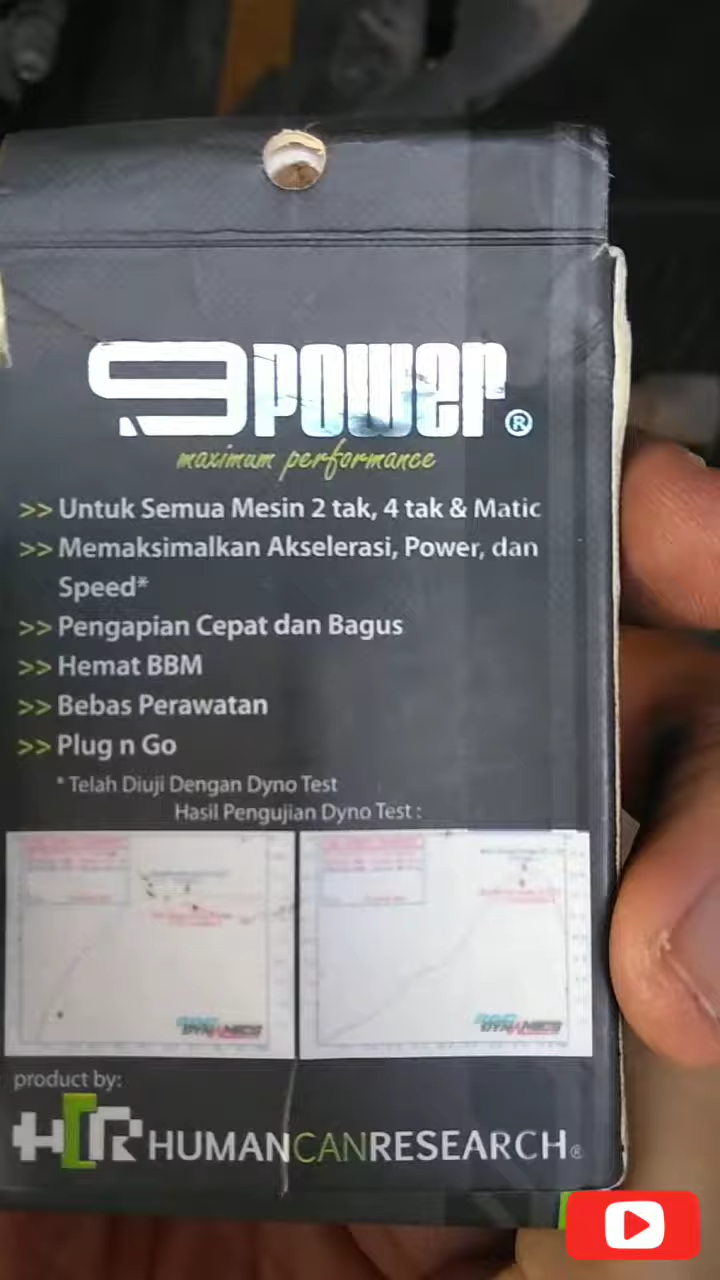 9POWER®
maximum performance
>> Untuk Semua Mesin 2 tak, 4 tak & Matic
>> Memaksimalkan Akselerasi, Power, dan
Speed*
>> Pengapian Cepat dan Bagus
>> Hemat BBM
>> Bebas Perawatan
>> Plug n Go
* Telah Diuji Dengan Dyno Test
Hasil Pengujian Dyno Test :
DYNAMICS
DYNAMICS
product by:
HCR HUMANCANRESEARCH®